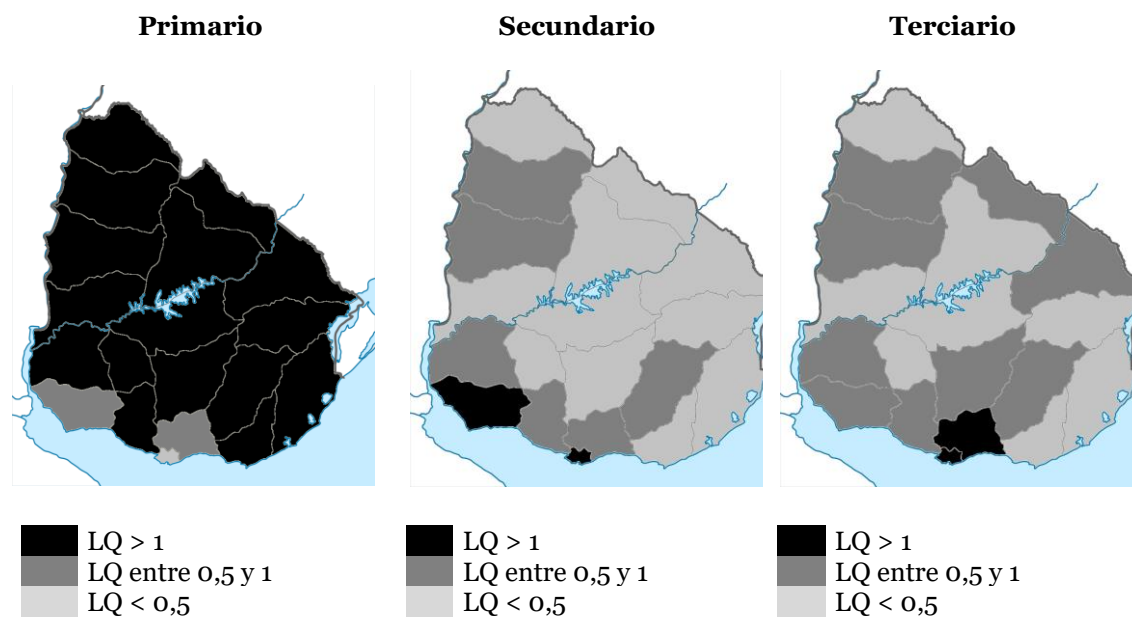 Primario
Secundario
Terciario
LQ > 1
LQ entre 0,5 y 1
LQ < 0,5
LQ > 1
LQ entre 0,5 y 1
LQ < 0,5
LQ > 1
LQ entre 0,5 y 1
LQ < 0,5